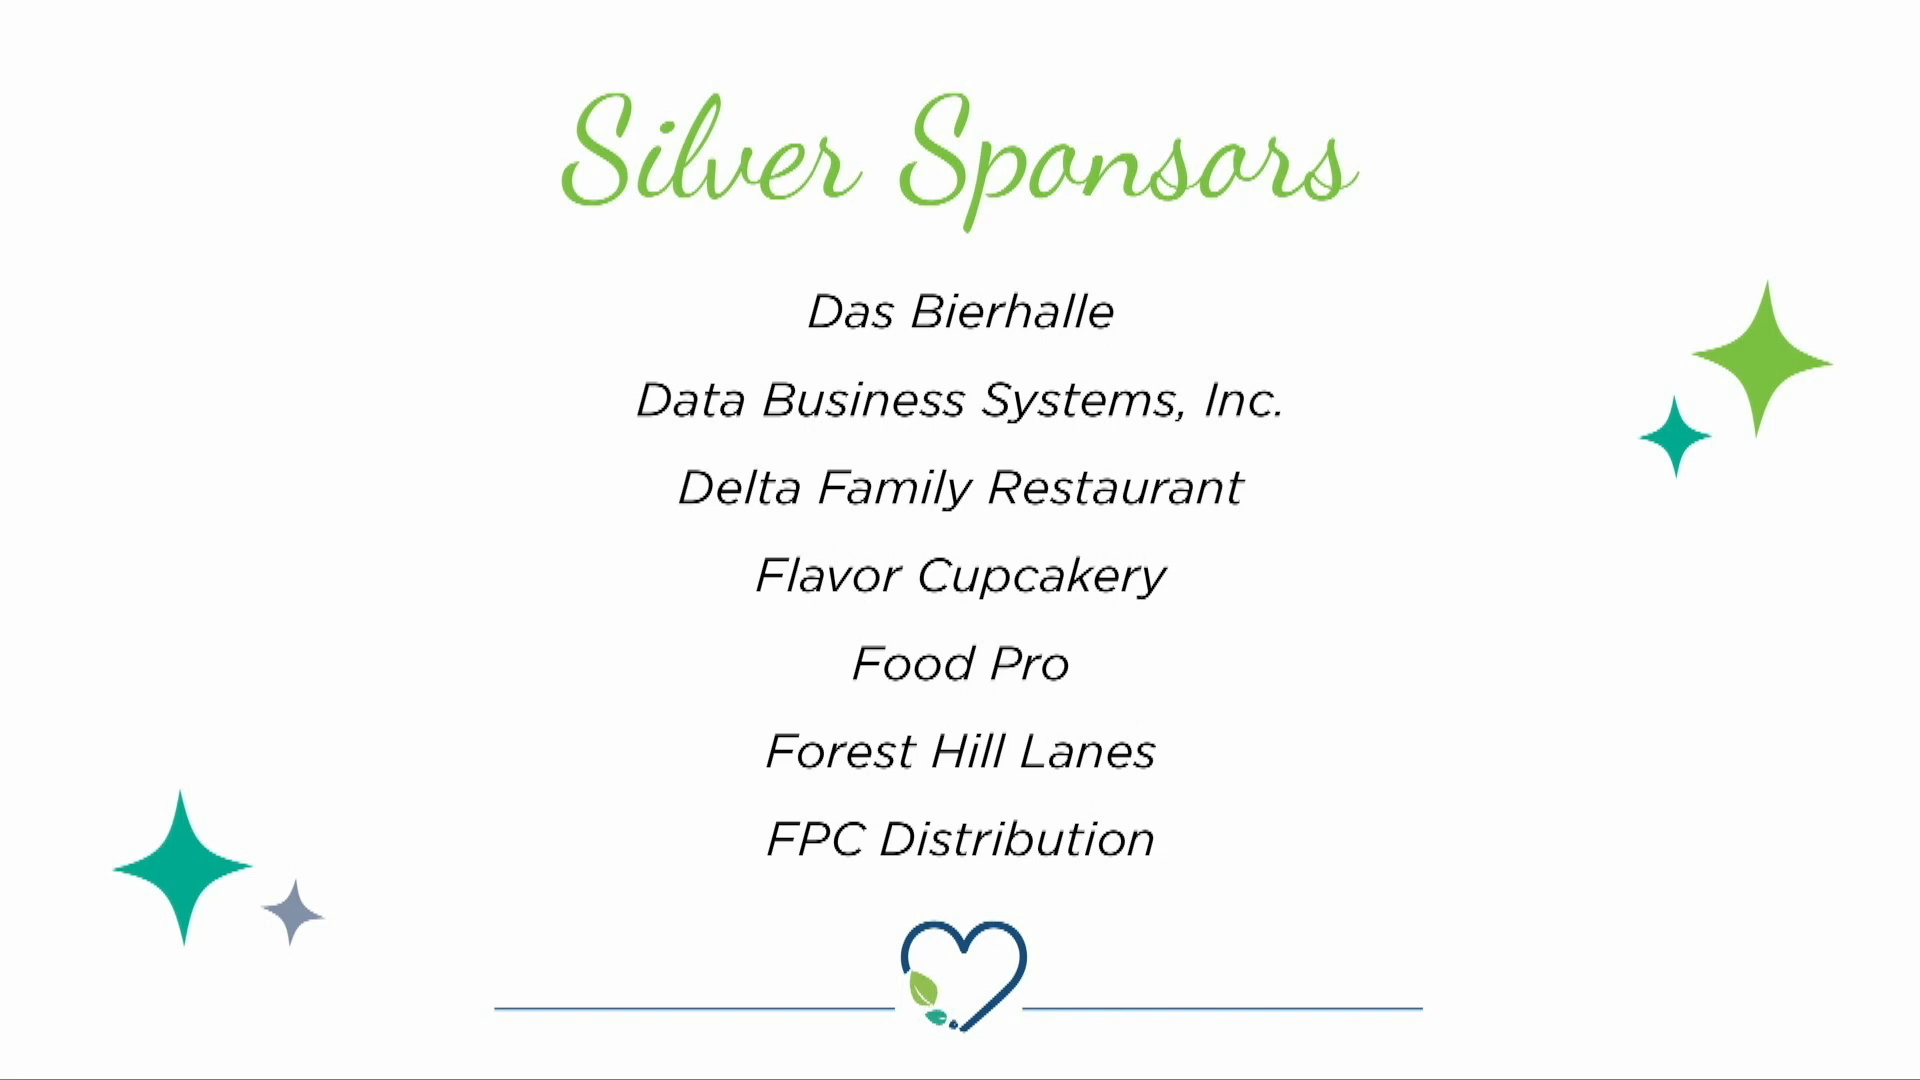 Silver Sponsors
Das Bierhalle
Data Business Systems, Inc.
Delta Family Restaurant
Flavor Cupcakery
Food Pro
Forest Hill Lanes
FPC Distribution